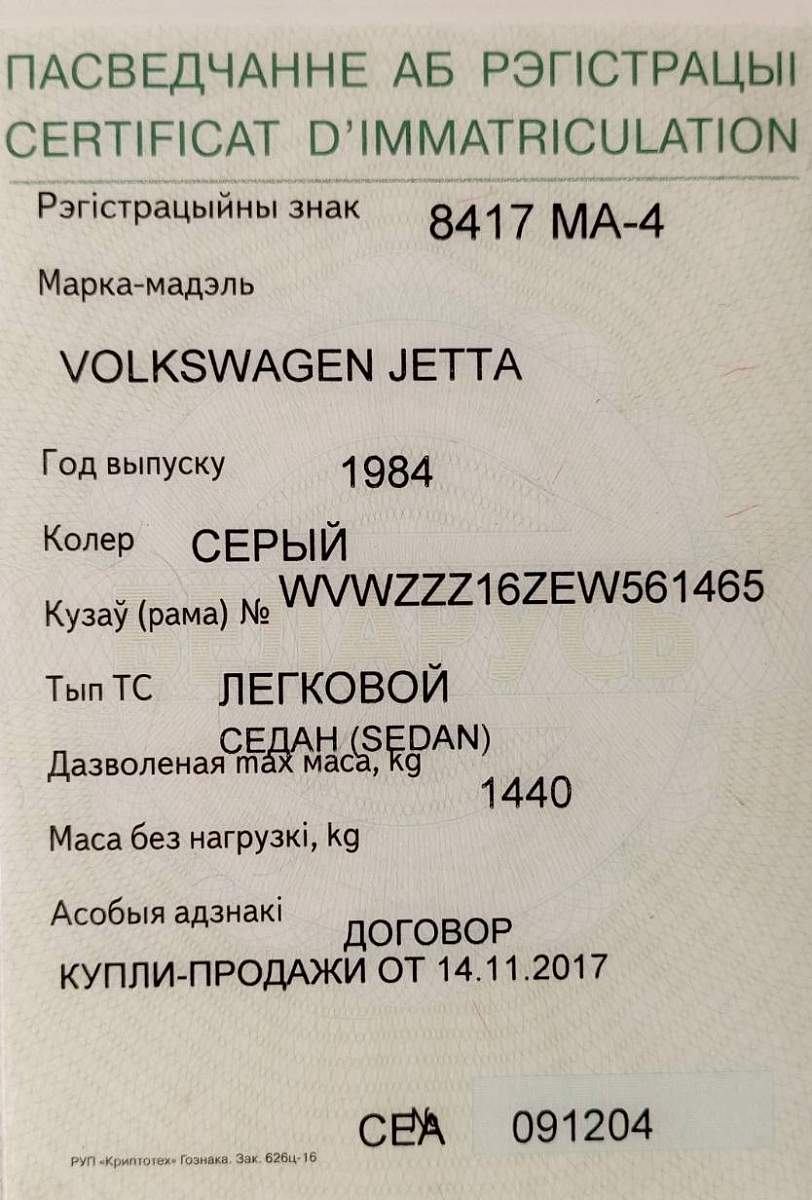 ПАСВЕДЧАННЕ АБ РЭГІСТРАЦЫІ
CERTIFICAT D'IMMATRICULATION
Рэгістрацыйны знак 8417 MA-4
Марка-мадэль
VOLKSWAGEN JETTA
Год выпуску 1984
Колер СЕРЫЙ
Кузаў (рама) № WVWZZZ16ZEW561465
Тып ТС ЛЕГКОВОЙ
СЕДАН (SEDAN)
Дазволеная max маса, kg 1440
Маса без нагрузкі, kg
Асобыя адзнакі ДОГОВОР
КУПЛИ-ПРОДАЖИ ОТ 14.11.2017
СЕА № 091204
РУП «Криптотех» Гознака. Зак. 626ц-16
БЕЛАРУСЬ